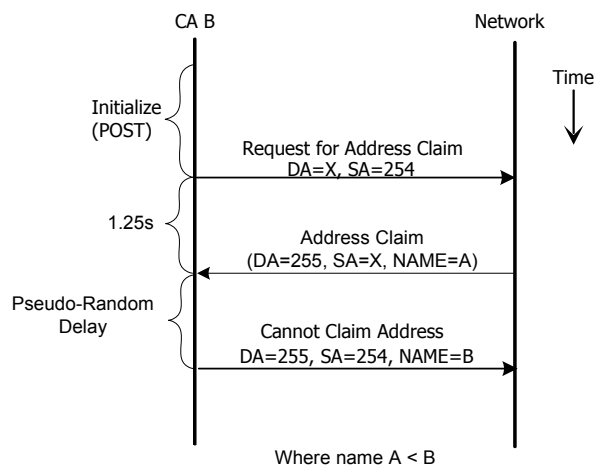 CA B
Network
Time
Initialize
(POST)
Request for Address Claim
DA=X, SA=254
1.25s
Address Claim
(DA=255, SA=X, NAME=A)
Pseudo-Random
Delay
Cannot Claim Address
DA=255, SA=254, NAME=B
Where name A < B